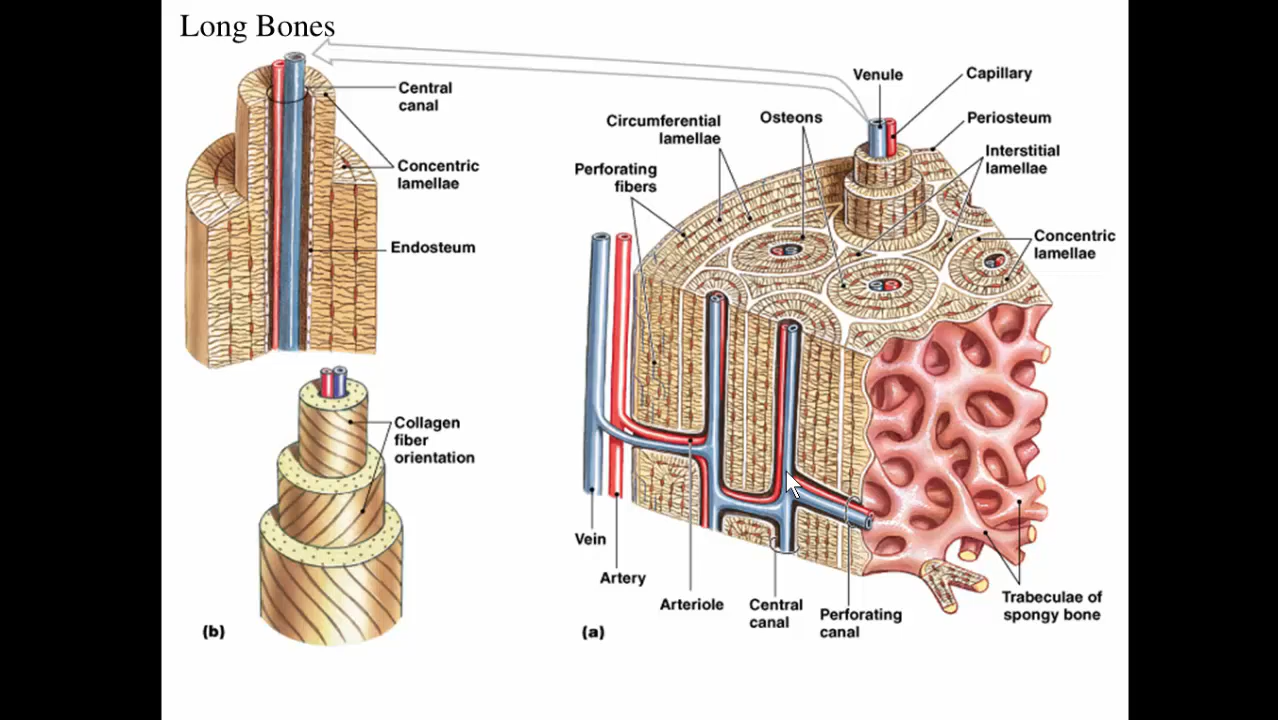 Long Bones
Central
canal
Concentric
lamellae
Endosteum
Collagen
fiber
orientation
(b)
Venule
Capillary
Circumferential
lamellae
Osteons
Periosteum
Perforating
fibers
Interstitial
lamellae
Concentric
lamellae
Vein
Artery
Arteriole
Central
canal
Perforating
canal
Trabeculae of
spongy bone
(a)